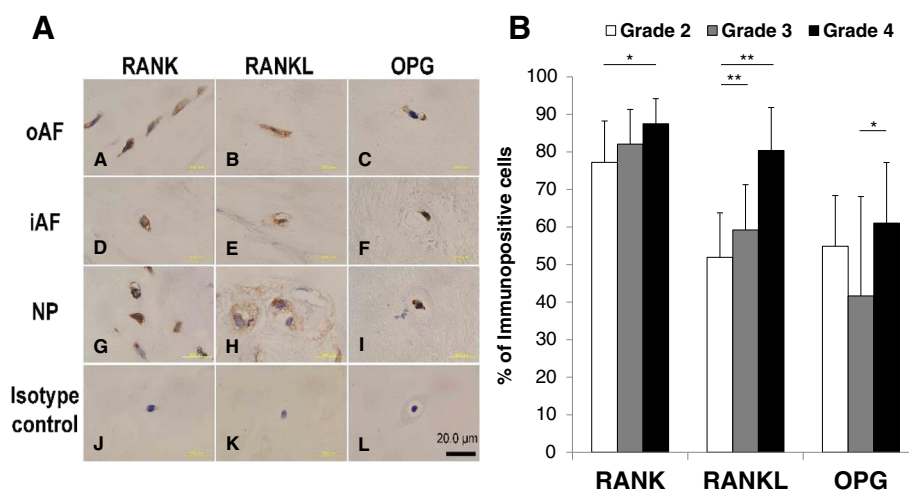 A
RANK RANKL OPG
oAF
A B C
iAF
D E F
NP
G H I
Isotype
control
J K L
20.0 µm
B
Grade 2 Grade 3 Grade 4
% of Immunopositive cells
100
90
80
70
60
50
40
30
20
10
0
* ** ** *
RANK RANKL OPG